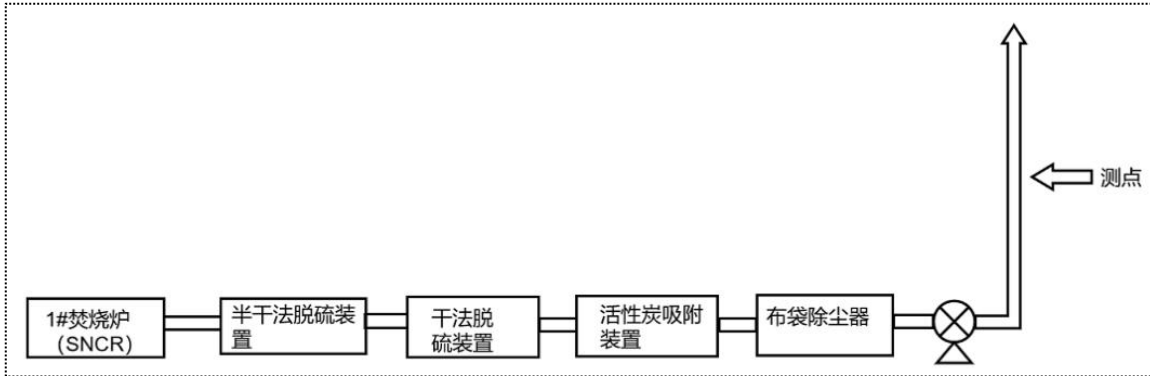 测点
1#焚烧炉
（SNCR）
半干法脱硫装
置
干法脱
硫装置
活性炭吸附
装置
布袋除尘器